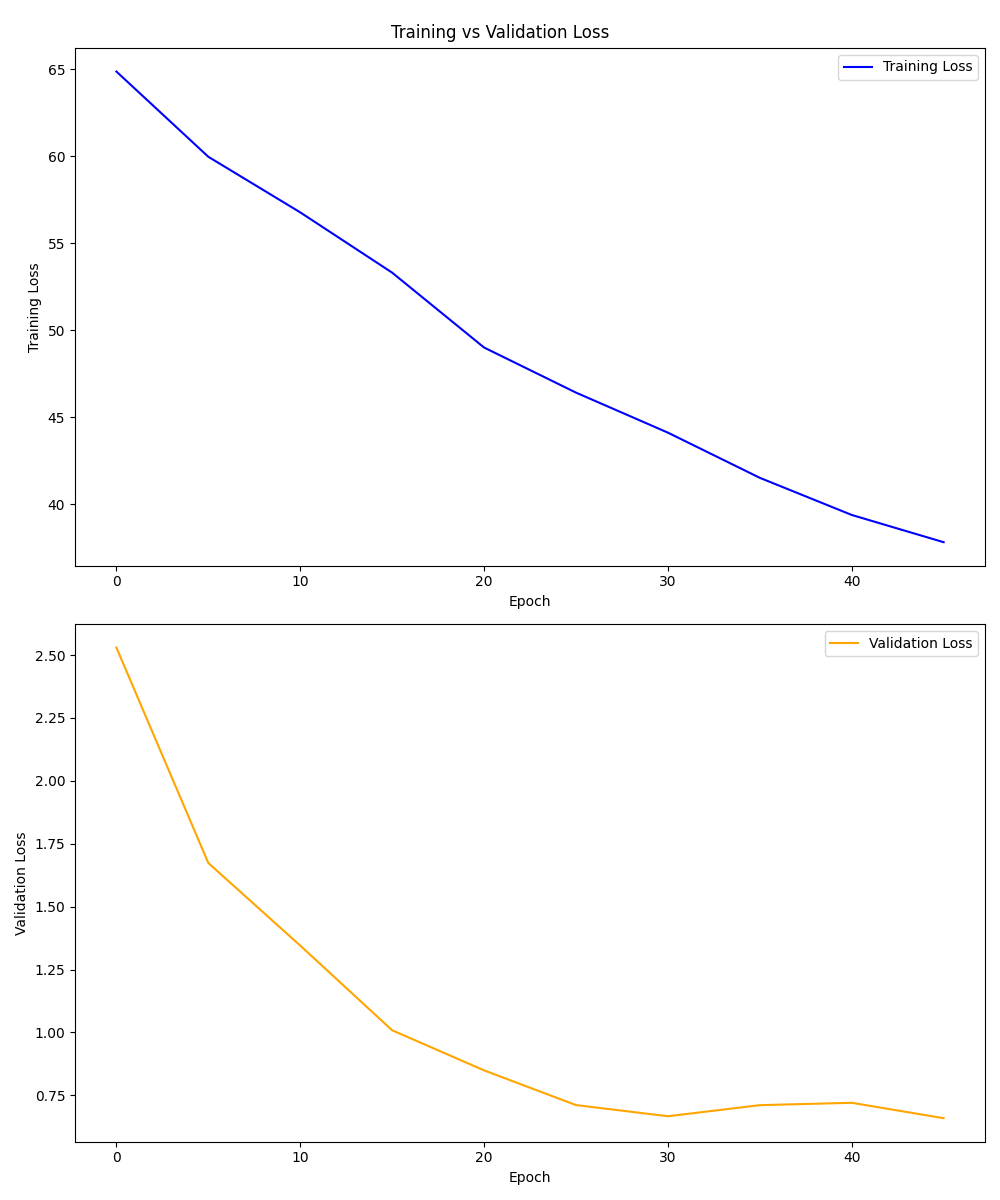 Training vs Validation Loss
Training Loss
65
60
55
50
45
40
Training Loss
0 10 20 30 40
Epoch
Validation Loss
2.50
2.25
2.00
1.75
1.50
1.25
1.00
0.75
Validation Loss
0 10 20 30 40
Epoch